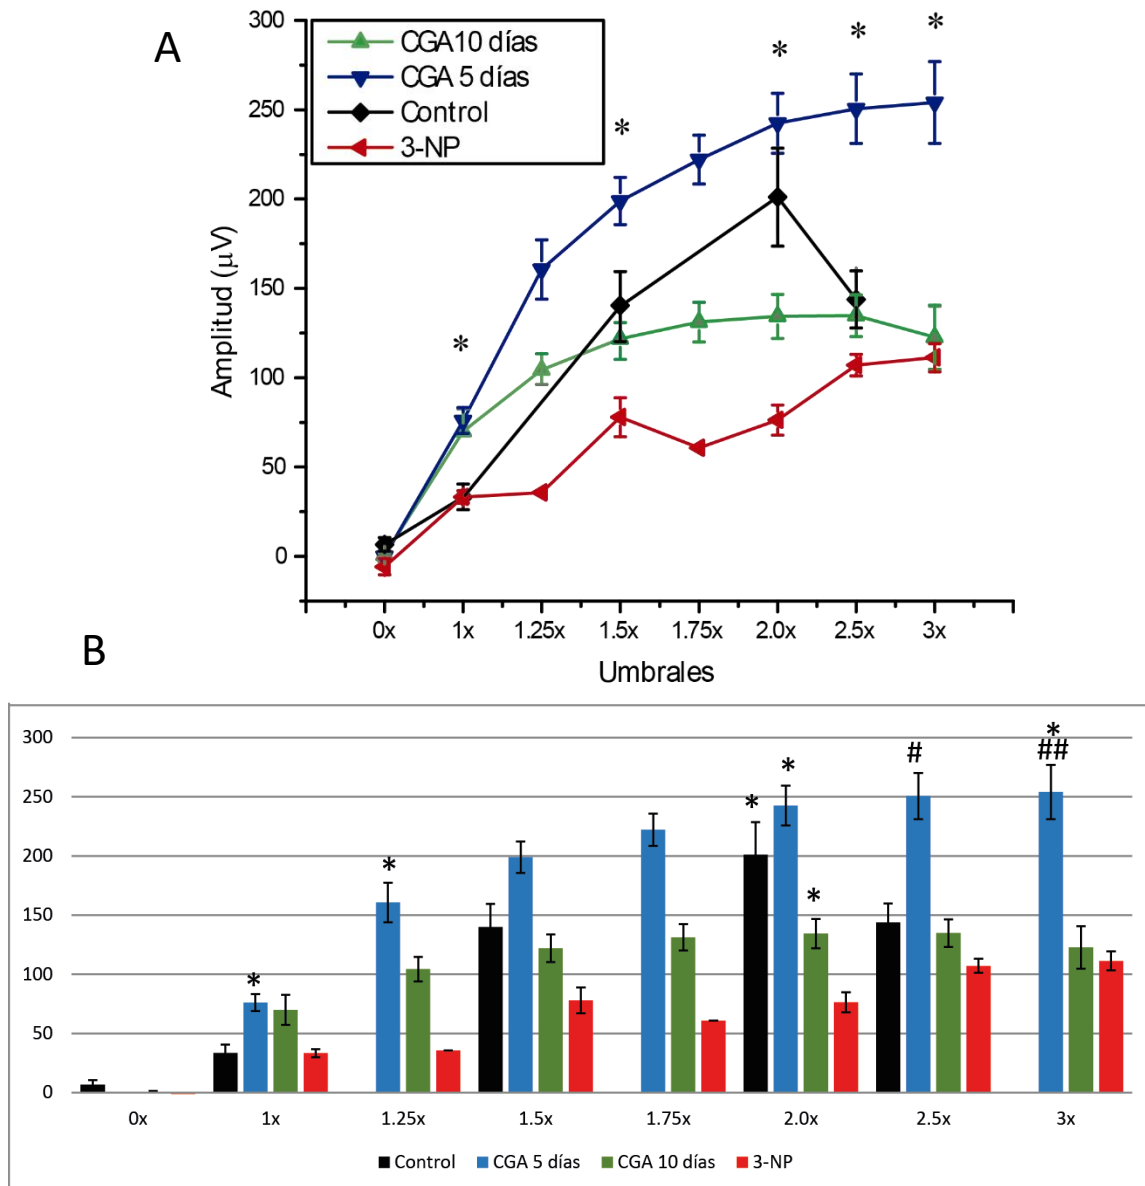 A
CGA10 días
CGA 5 días
Control
3-NP
* * * * *
300
250
200
150
100
50
0
Amplitud (µV)
0x 1x 1.25x 1.5x 1.75x 2.0x 2.5x 3x
Umbrales
B
300
250
200
150
100
50
0
* * * * * # *
##
0x 1x 1.25x 1.5x 1.75x 2.0x 2.5x 3x
Control CGA 5 días CGA 10 días 3-NP